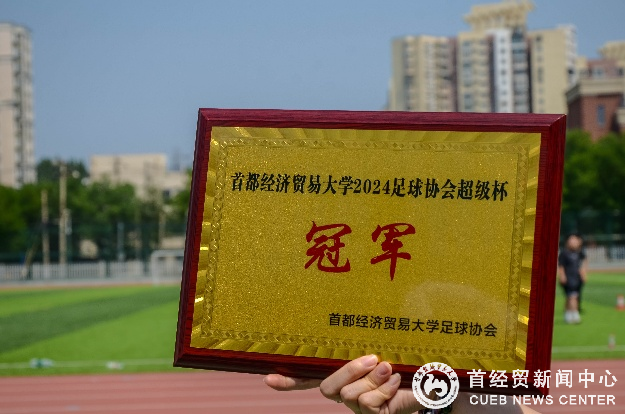 首都经济贸易大学2024足球协会超级杯
冠军
首都经济贸易大学足球协会
首经贸新闻中心
CUEB NEWS CENTER